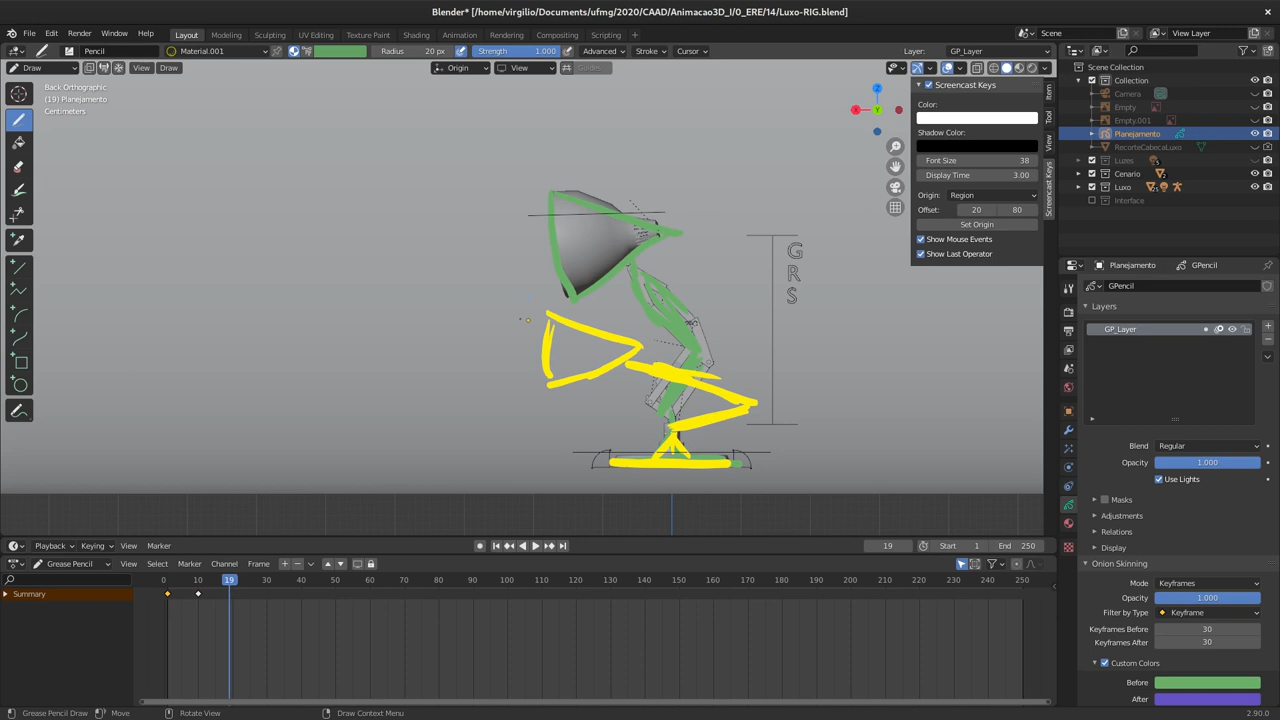 Blender* [/home/virgilio/Documents/ufmg/2020/CAAD/Animacao3D_I/0_ERE/14/Luxo-RIG.blend]
File Edit Render Window Help Layout Modeling Sculpting UV Editing Texture Paint Shading Animation Rendering Compositing Scripting Scene View Layer
Pencil Material.001 Radius 20 px Strength 1.000 Advanced Stroke Cursor Layer: GP_Layer
Draw View Draw Origin View Guides
Back Orthographic
(19) Planejamento
Centimeters
Z
X
Y
G
R
S
Screencast Keys
Color:
Shadow Color:
Font Size 38
Display Time 3.00
Origin: Region
Offset: 20 80
Set Origin
Show Mouse Events
Show Last Operator
Item
Tool
View
Screencast Keys
Scene Collection
Collection
Camera
Empty
Empty.001
Planejamento
RecorteCabecaLuxo
Luzes
Cenario
Luxo
Interface
Planejamento GPencil
GPencil
Layers
GP_Layer
Blend Regular
Opacity 1.000
Use Lights
Masks
Adjustments
Relations
Display
Onion Skinning
Mode Keyframes
Opacity 1.000
Filter by Type Keyframe
Keyframes Before 30
Keyframes After 30
Custom Colors
Before
After
Playback Keying View Marker 19 Start 1 End 250
Grease Pencil View Select Marker Channel Frame
0 10 19 30 40 50 60 70 80 90 100 110 120 130 140 150 160 170 180 190 200 210 220 230 240 250
Summary
Grease Pencil Draw Move Rotate View Draw Context Menu 2.90.0